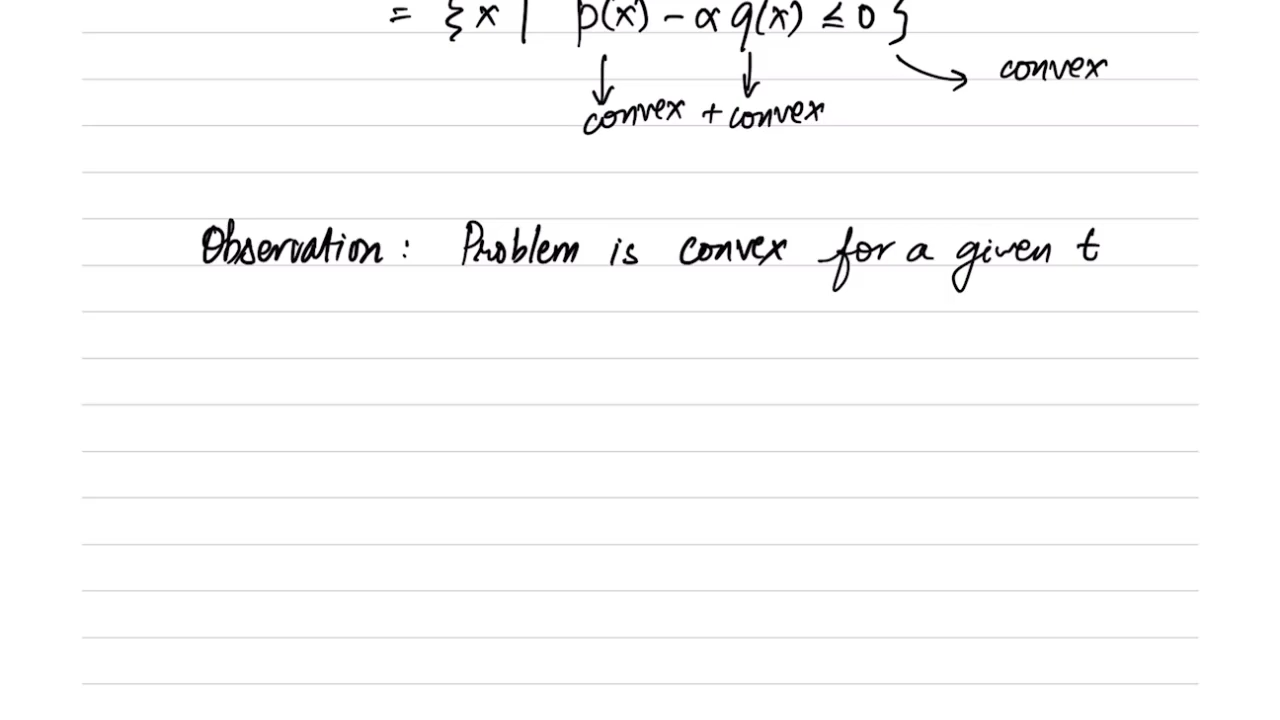 = { x | p(x) - α q(x) ≤ 0 }
convex
convex + convex
Observation: Problem is convex for a given t